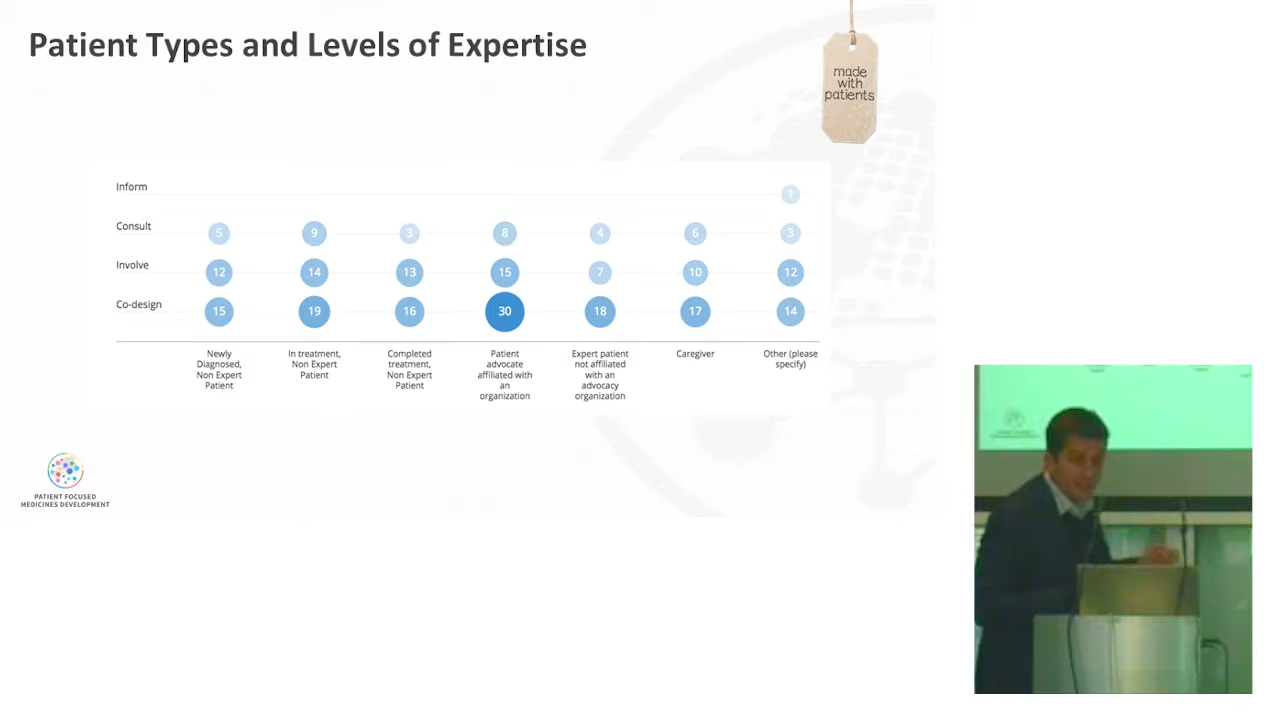 Patient Types and Levels of Expertise
made
with
patients
Inform
1
Consult
5 9 3 8 4 6 3
Involve
12 14 13 15 7 10 12
Co-design
15 19 16 30 18 17 14
Newly
Diagnosed,
Non Expert
Patient
In treatment,
Non Expert
Patient
Completed
treatment,
Non Expert
Patient
Patient
advocate
affiliated with
an
organization
Expert patient
not affiliated
with an
advocacy
organization
Caregiver
Other (please
specify)
PATIENT FOCUSED
MEDICINES DEVELOPMENT